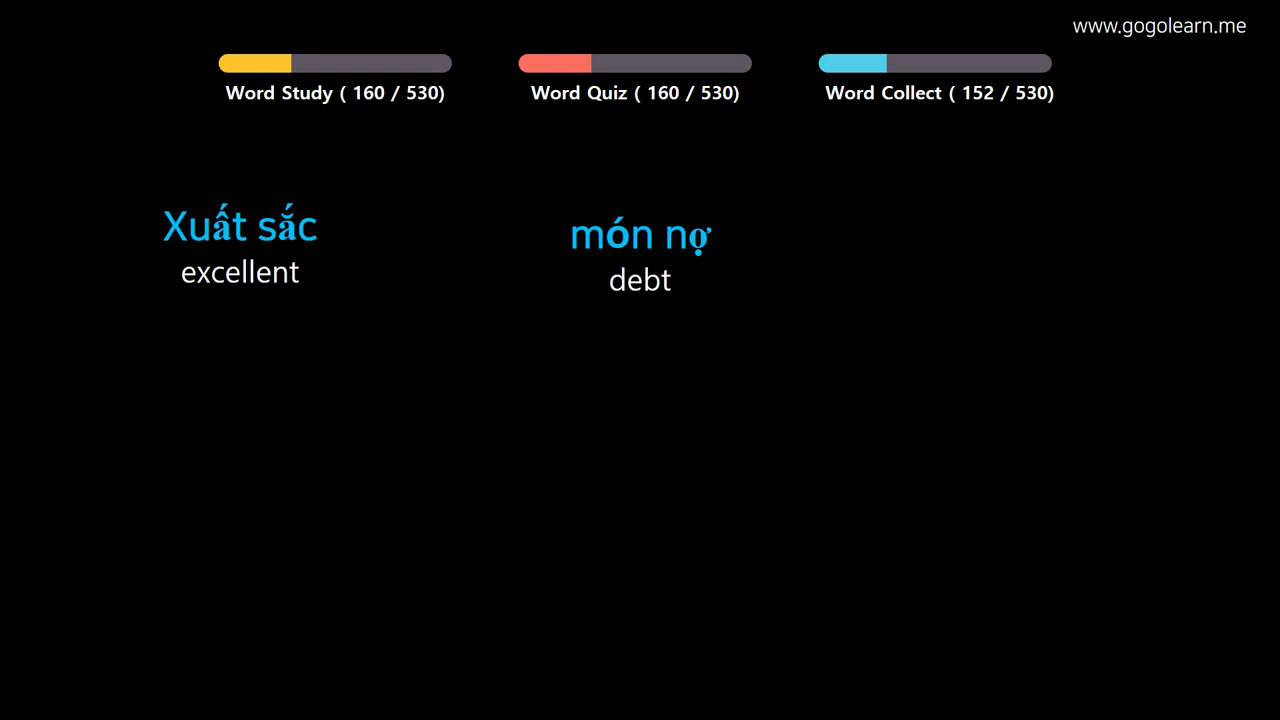 www.gogolearn.me
Word Study ( 160 / 530)
Word Quiz ( 160 / 530)
Word Collect ( 152 / 530)
Xuất sắc
excellent
món nợ
debt